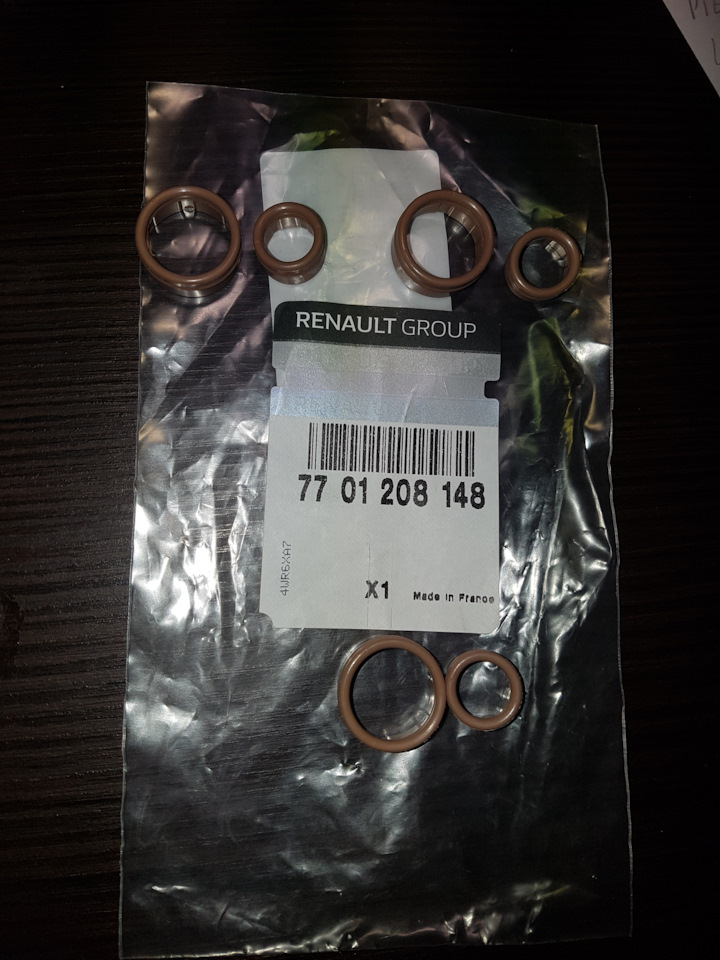 RENAULT GROUP
77 01 208 148
4WR6XA7
X1
Made in France